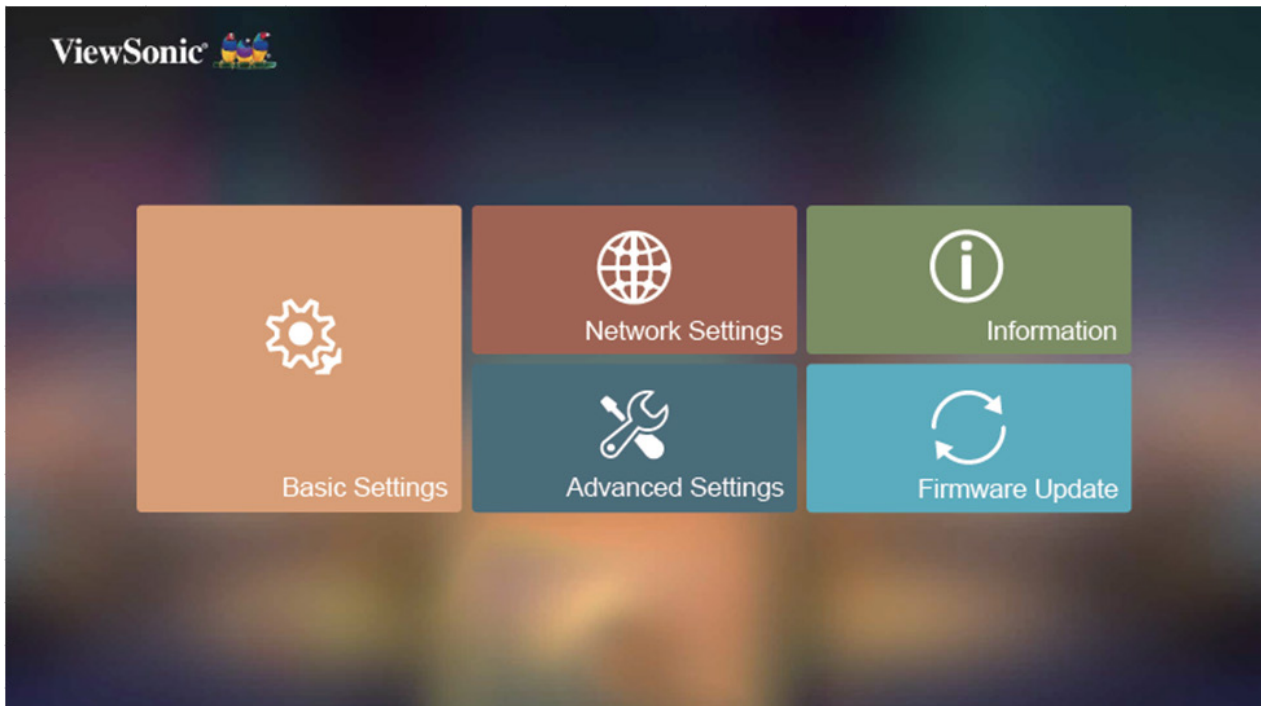 ViewSonic®
Network Settings
Information
Basic Settings
Advanced Settings
Firmware Update